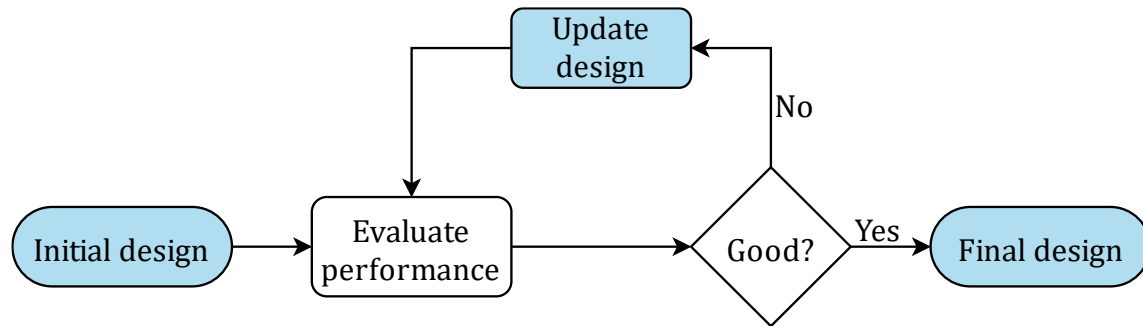 Update
design
No
Initial design
Evaluate
performance
Good?
Yes
Final design